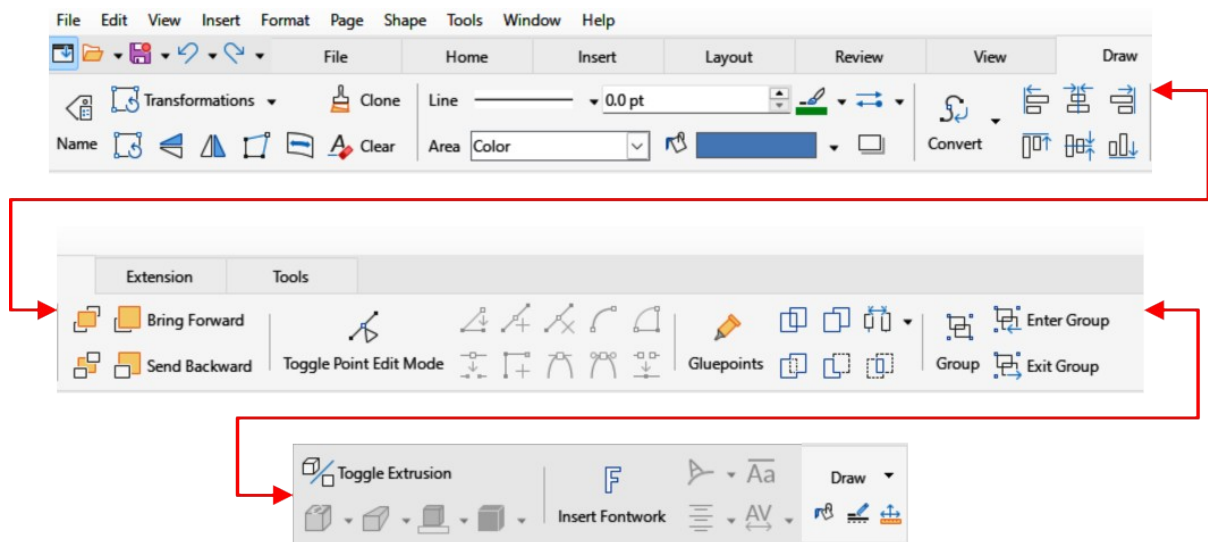 File Edit View Insert Format Page Shape Tools Window Help
File Home Insert Layout Review View Draw
Transformations Clone Line 0.0 pt
Name Clear Area Color Convert
Extension Tools
Bring Forward Enter Group
Send Backward Toggle Point Edit Mode Gluepoints Group Exit Group
Toggle Extrusion Aa Draw
Insert Fontwork AV